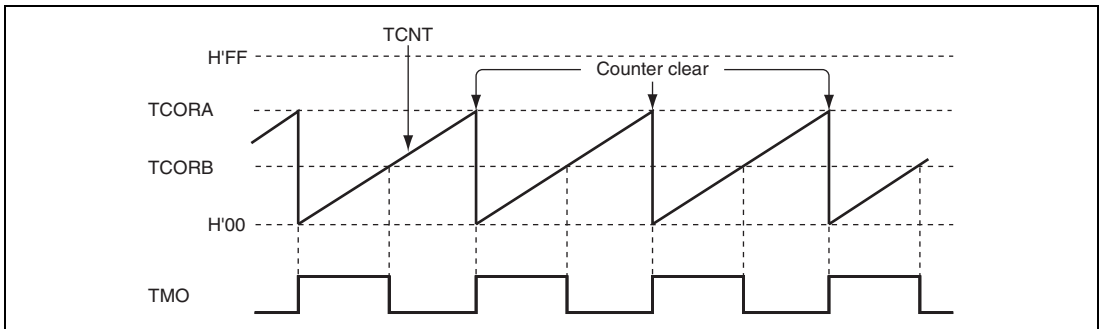 TCNT
H'FF
Counter clear
TCORA
TCORB
H'00
TMO